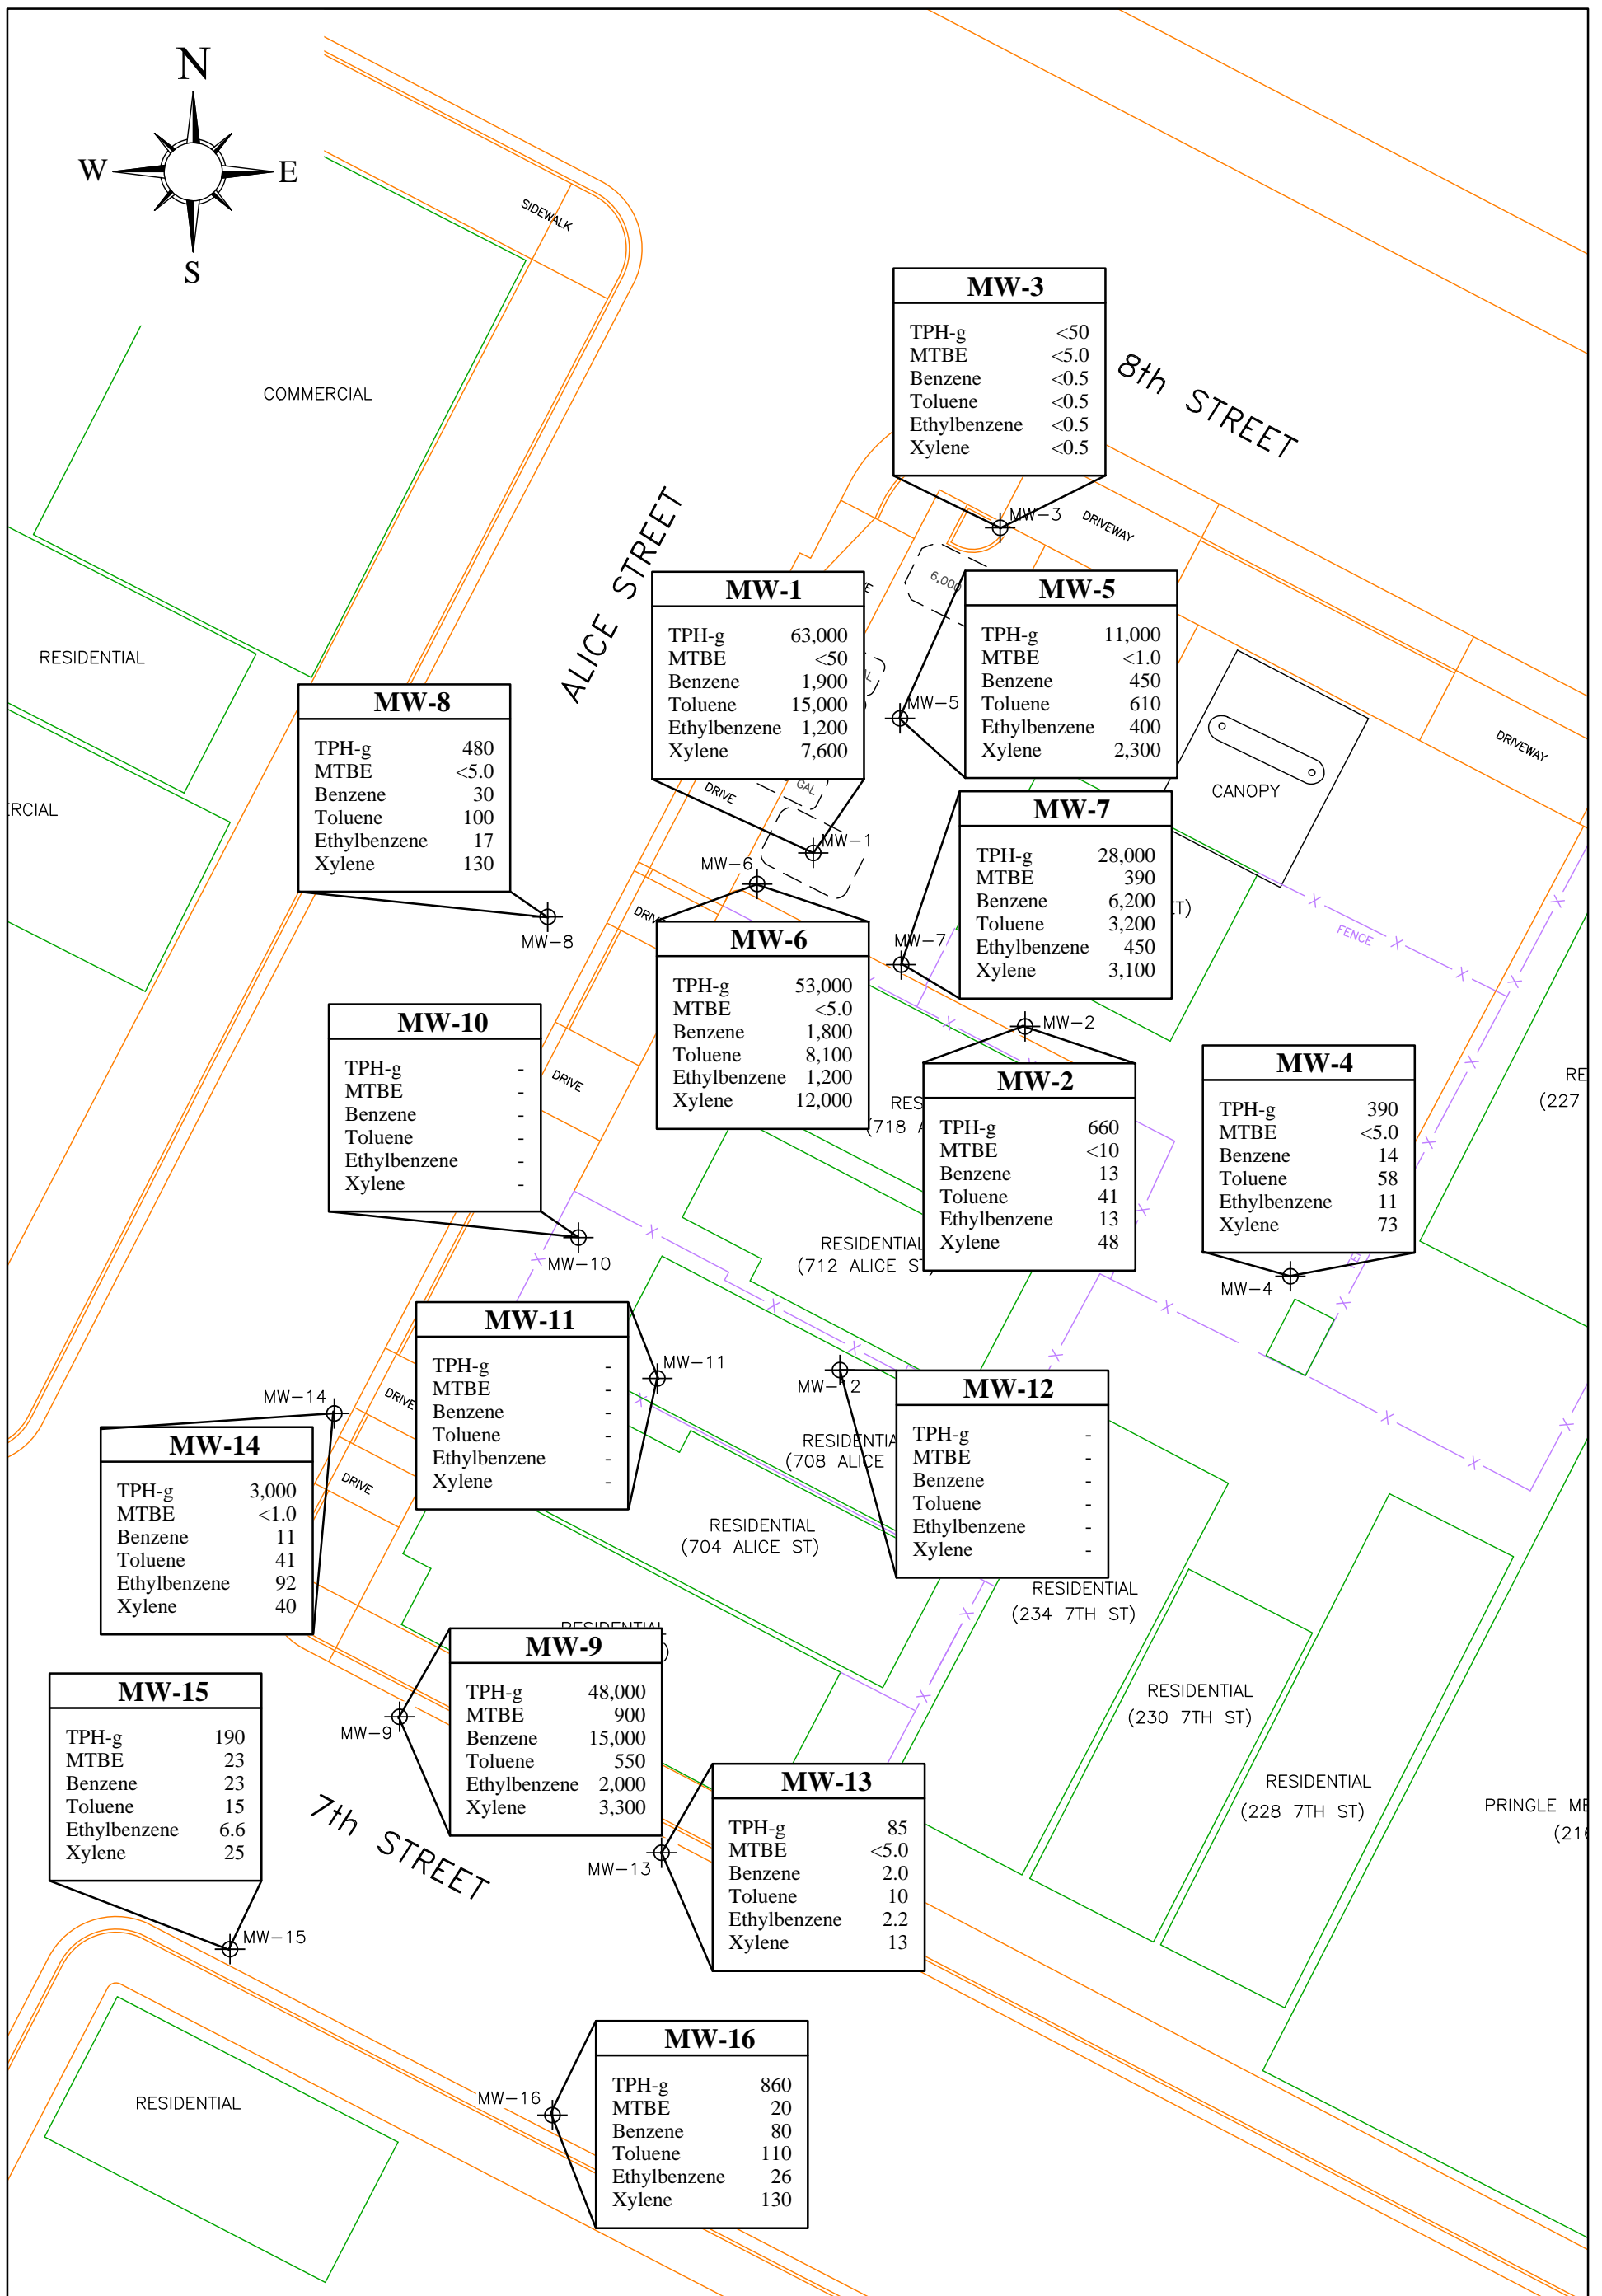 N
W E
S
SIDEWALK
COMMERCIAL
MW-3
TPH-g <50
MTBE <5.0
Benzene <0.5
Toluene <0.5
Ethylbenzene <0.5
Xylene <0.5
8th STREET
MW-3
DRIVEWAY
ALICE STREET
6,000
MW-1
TPH-g 63,000
MTBE <50
Benzene 1,900
Toluene 15,000
Ethylbenzene 1,200
Xylene 7,600
MW-5
TPH-g 11,000
MTBE <1.0
Benzene 450
Toluene 610
Ethylbenzene 400
Xylene 2,300
MW-5
RESIDENTIAL
MW-8
TPH-g 480
MTBE <5.0
Benzene 30
Toluene 100
Ethylbenzene 17
Xylene 130
MW-8
DRIVEWAY
CANOPY
DRIVE
GAL
RCIAL
MW-1
MW-6
MW-7
TPH-g 28,000
MTBE 390
Benzene 6,200
Toluene 3,200
Ethylbenzene 450
Xylene 3,100
T)
MW-7
FENCE
DRIV
MW-6
TPH-g 53,000
MTBE <5.0
Benzene 1,800
Toluene 8,100
Ethylbenzene 1,200
Xylene 12,000
MW-10
TPH-g -
MTBE -
Benzene -
Toluene -
Ethylbenzene -
Xylene -
MW-10
DRIVE
MW-2
MW-2
TPH-g 660
MTBE <10
Benzene 13
Toluene 41
Ethylbenzene 13
Xylene 48
RES
(718 A
MW-4
TPH-g 390
MTBE <5.0
Benzene 14
Toluene 58
Ethylbenzene 11
Xylene 73
MW-4
RE
(227
RESIDENTIAL
(712 ALICE ST)
MW-11
TPH-g -
MTBE -
Benzene -
Toluene -
Ethylbenzene -
Xylene -
MW-11
MW-12
MW-12
TPH-g -
MTBE -
Benzene -
Toluene -
Ethylbenzene -
Xylene -
MW-14
DRIVE
MW-14
TPH-g 3,000
MTBE <1.0
Benzene 11
Toluene 41
Ethylbenzene 92
Xylene 40
DRIVE
RESIDENTIA
(708 ALICE
RESIDENTIAL
(704 ALICE ST)
RESIDENTIAL
(234 7TH ST)
RESIDENTIAL
)
MW-9
TPH-g 48,000
MTBE 900
Benzene 15,000
Toluene 550
Ethylbenzene 2,000
Xylene 3,300
MW-9
MW-15
TPH-g 190
MTBE 23
Benzene 23
Toluene 15
Ethylbenzene 6.6
Xylene 25
MW-15
RESIDENTIAL
(230 7TH ST)
RESIDENTIAL
(228 7TH ST)
PRINGLE ME
(216
7th STREET
MW-13
TPH-g 85
MTBE <5.0
Benzene 2.0
Toluene 10
Ethylbenzene 2.2
Xylene 13
MW-13
MW-16
TPH-g 860
MTBE 20
Benzene 80
Toluene 110
Ethylbenzene 26
Xylene 130
MW-16
RESIDENTIAL